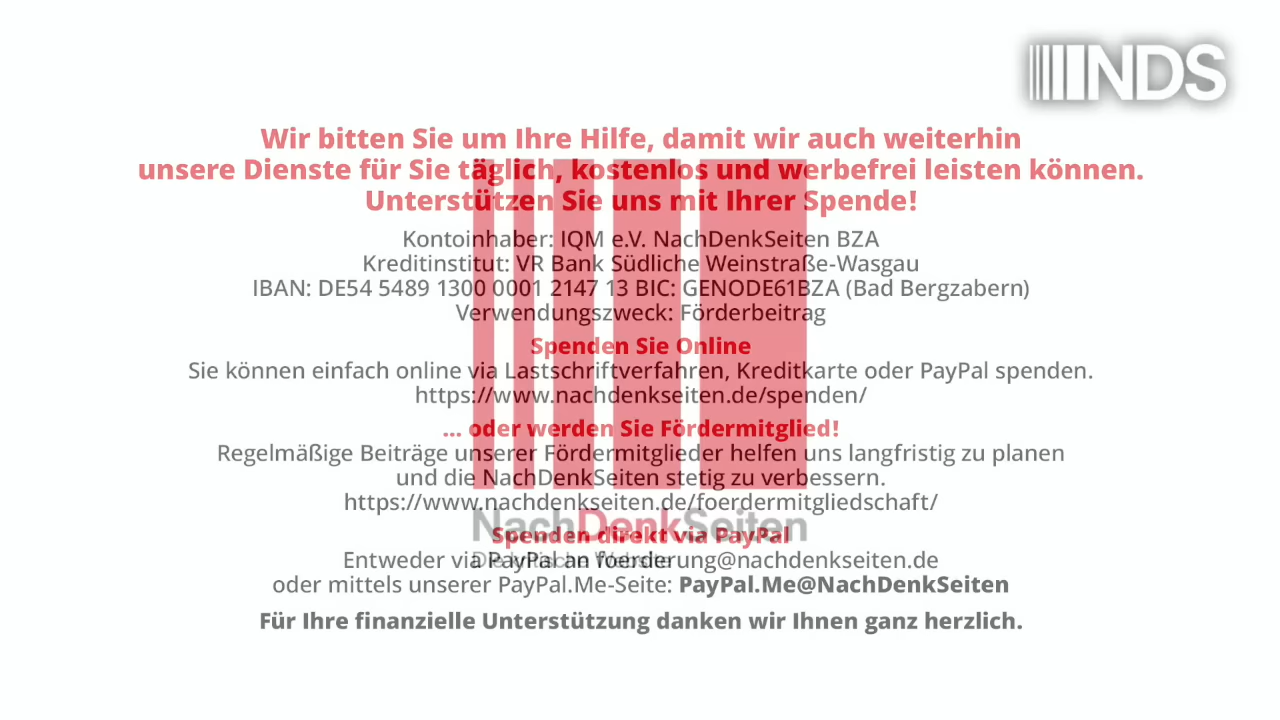 NDS
Wir bitten Sie um Ihre Hilfe, damit wir auch weiterhin
unsere Dienste für Sie täglich, kostenlos und werbefrei leisten können.
Unterstützen Sie uns mit Ihrer Spende!
Kontoinhaber: IQM e.V. NachDenkSeiten BZA
Kreditinstitut: VR Bank Südliche Weinstraße-Wasgau
IBAN: DE54 5489 1300 0001 2147 13 BIC: GENODE61BZA (Bad Bergzabern)
Verwendungszweck: Förderbeitrag
Spenden Sie Online
Sie können einfach online via Lastschriftverfahren, Kreditkarte oder PayPal spenden.
https://www.nachdenkseiten.de/spenden/
... oder werden Sie Fördermitglied!
Regelmäßige Beiträge unserer Fördermitglieder helfen uns langfristig zu planen
und die NachDenkSeiten stetig zu verbessern.
https://www.nachdenkseiten.de/foerdermitgliedschaft/
NachDenkSeiten
Spenden direkt via PayPal
Die kritische Website
Entweder via PayPal an foerderung@nachdenkseiten.de
oder mittels unserer PayPal.Me-Seite: PayPal.Me@NachDenkSeiten
Für Ihre finanzielle Unterstützung danken wir Ihnen ganz herzlich.